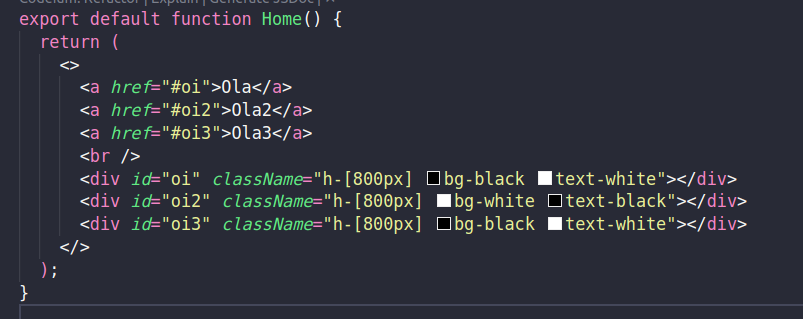 Codeium: Refactor | Explain | Generate JSDoc |
export default function Home() {
return (
<>
<a href="#oi">Ola</a>
<a href="#oi2">Ola2</a>
<a href="#oi3">Ola3</a>
<br />
<div id="oi" className="h-[800px] bg-black text-white"></div>
<div id="oi2" className="h-[800px] bg-white text-black"></div>
<div id="oi3" className="h-[800px] bg-black text-white"></div>
</>
);
}